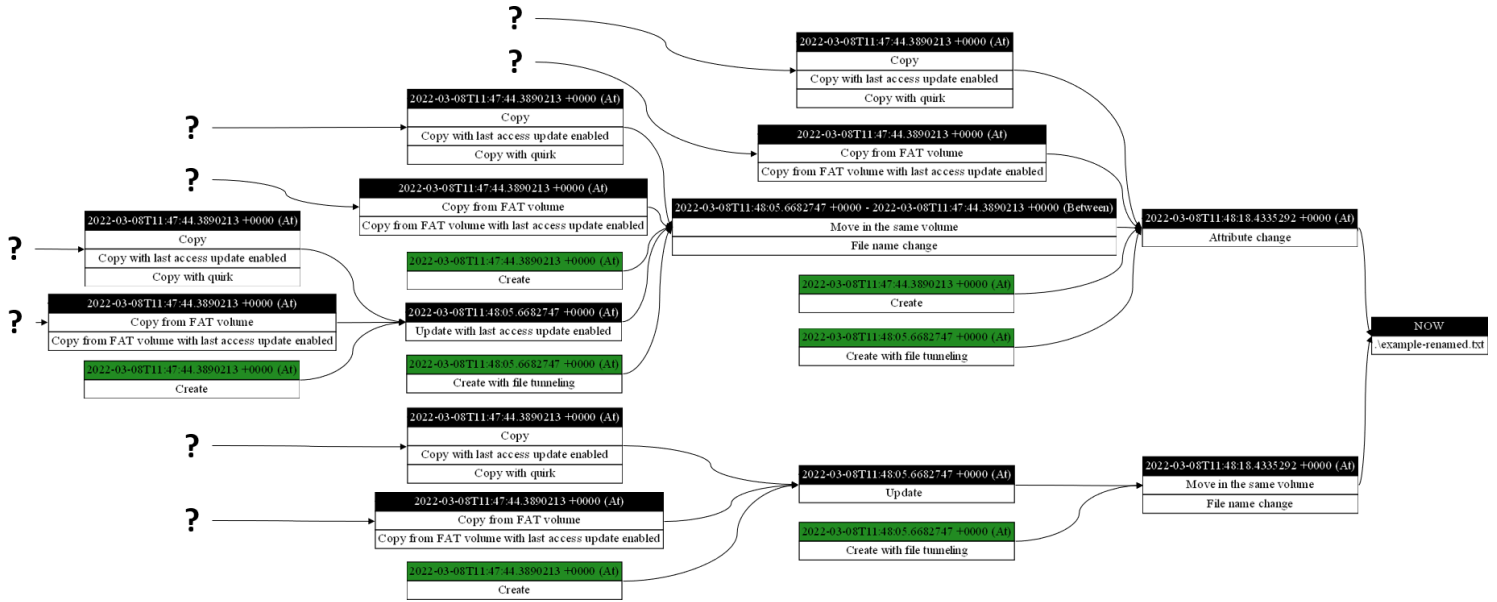 ?
2022-03-08T11:47:44.3890213 +0000 (At)
Copy
Copy with last access update enabled
Copy with quirk
?
2022-03-08T11:47:44.3890213 +0000 (At)
Copy from FAT volume
Copy from FAT volume with last access update enabled
?
2022-03-08T11:47:44.3890213 +0000 (At)
Copy
Copy with last access update enabled
Copy with quirk
?
2022-03-08T11:47:44.3890213 +0000 (At)
Copy from FAT volume
Copy from FAT volume with last access update enabled
2022-03-08T11:48:05.6682747 +0000 - 2022-03-08T11:47:44.3890213 +0000 (Between)
Move in the same volume
File name change
2022-03-08T11:48:18.4335292 +0000 (At)
Attribute change
?
2022-03-08T11:47:44.3890213 +0000 (At)
Copy
Copy with last access update enabled
Copy with quirk
2022-03-08T11:47:44.3890213 +0000 (At)
Create
2022-03-08T11:47:44.3890213 +0000 (At)
Create
?
2022-03-08T11:47:44.3890213 +0000 (At)
Copy from FAT volume
Copy from FAT volume with last access update enabled
2022-03-08T11:48:05.6682747 +0000 (At)
Update with last access update enabled
2022-03-08T11:48:05.6682747 +0000 (At)
Create with file tunneling
NOW
.\example-renamed.txt
2022-03-08T11:47:44.3890213 +0000 (At)
Create
2022-03-08T11:48:05.6682747 +0000 (At)
Create with file tunneling
?
2022-03-08T11:47:44.3890213 +0000 (At)
Copy
Copy with last access update enabled
Copy with quirk
2022-03-08T11:48:05.6682747 +0000 (At)
Update
2022-03-08T11:48:18.4335292 +0000 (At)
Move in the same volume
File name change
?
2022-03-08T11:47:44.3890213 +0000 (At)
Copy from FAT volume
Copy from FAT volume with last access update enabled
2022-03-08T11:48:05.6682747 +0000 (At)
Create with file tunneling
2022-03-08T11:47:44.3890213 +0000 (At)
Create